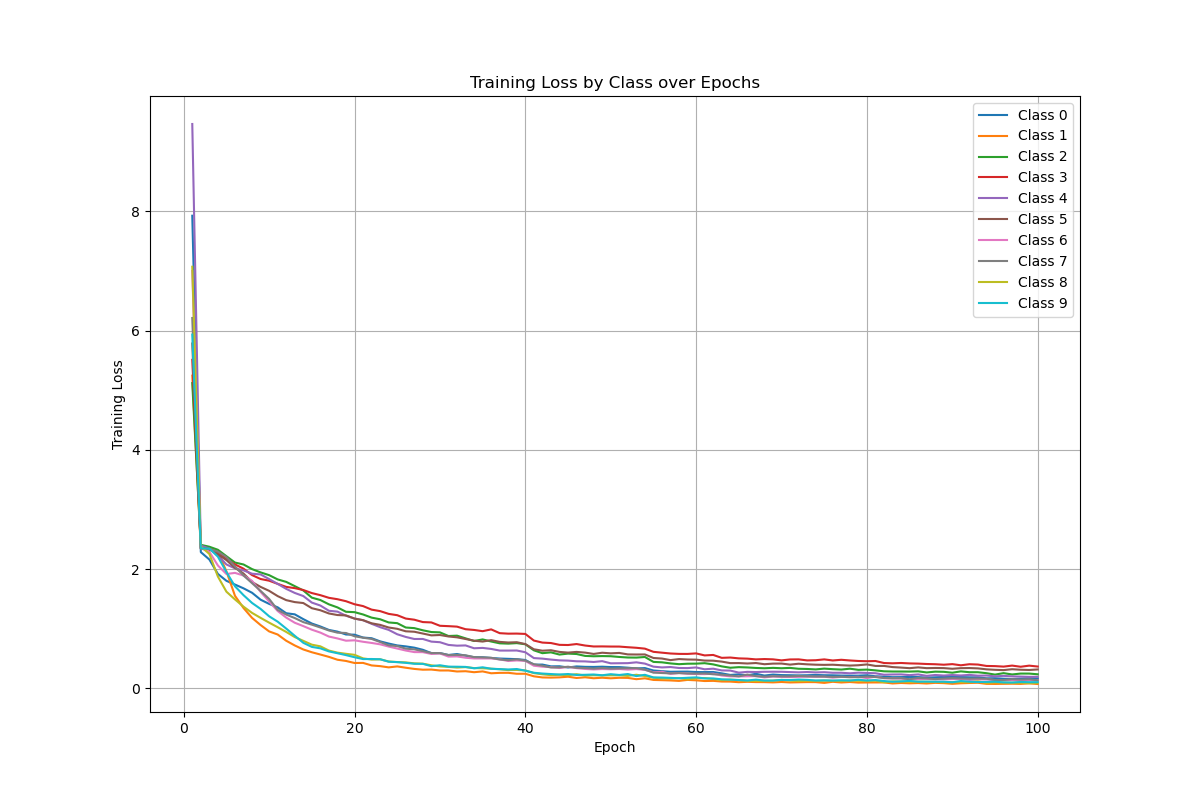 Training Loss by Class over Epochs
Class 0
Class 1
Class 2
Class 3
Class 4
Class 5
Class 6
Class 7
Class 8
Class 9
8
6
4
2
0
Training Loss
0 20 40 60 80 100
Epoch